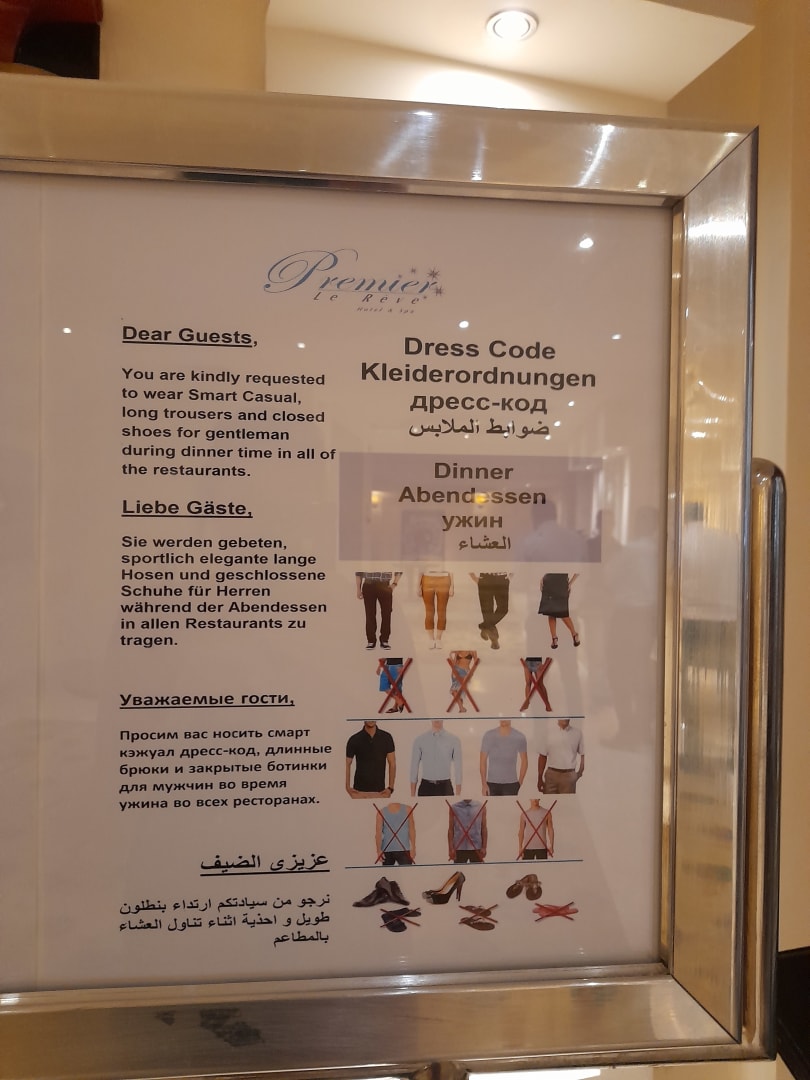 Premier
Le Rêve
Hotel & Spa
Dear Guests,
You are kindly requested
to wear Smart Casual,
long trousers and closed
shoes for gentleman
during dinner time in all of
the restaurants.
Liebe Gäste,
Sie werden gebeten,
sportlich elegante lange
Hosen und geschlossene
Schuhe für Herren
während der Abendessen
in allen Restaurants zu
tragen.
Уважаемые гости,
Просим вас носить смарт
кэжуал дресс-код, длинные
брюки и закрытые ботинки
для мужчин во время
ужина во всех ресторанах.
عزيزى الضيف
نرجو من سيادتكم ارتداء بنطلون
طويل و احذية اثناء تناول العشاء
بالمطاعم
Dress Code
Kleiderordnungen
дресс-код
ضوابط الملابس
Dinner
Abendessen
ужин
العشاء